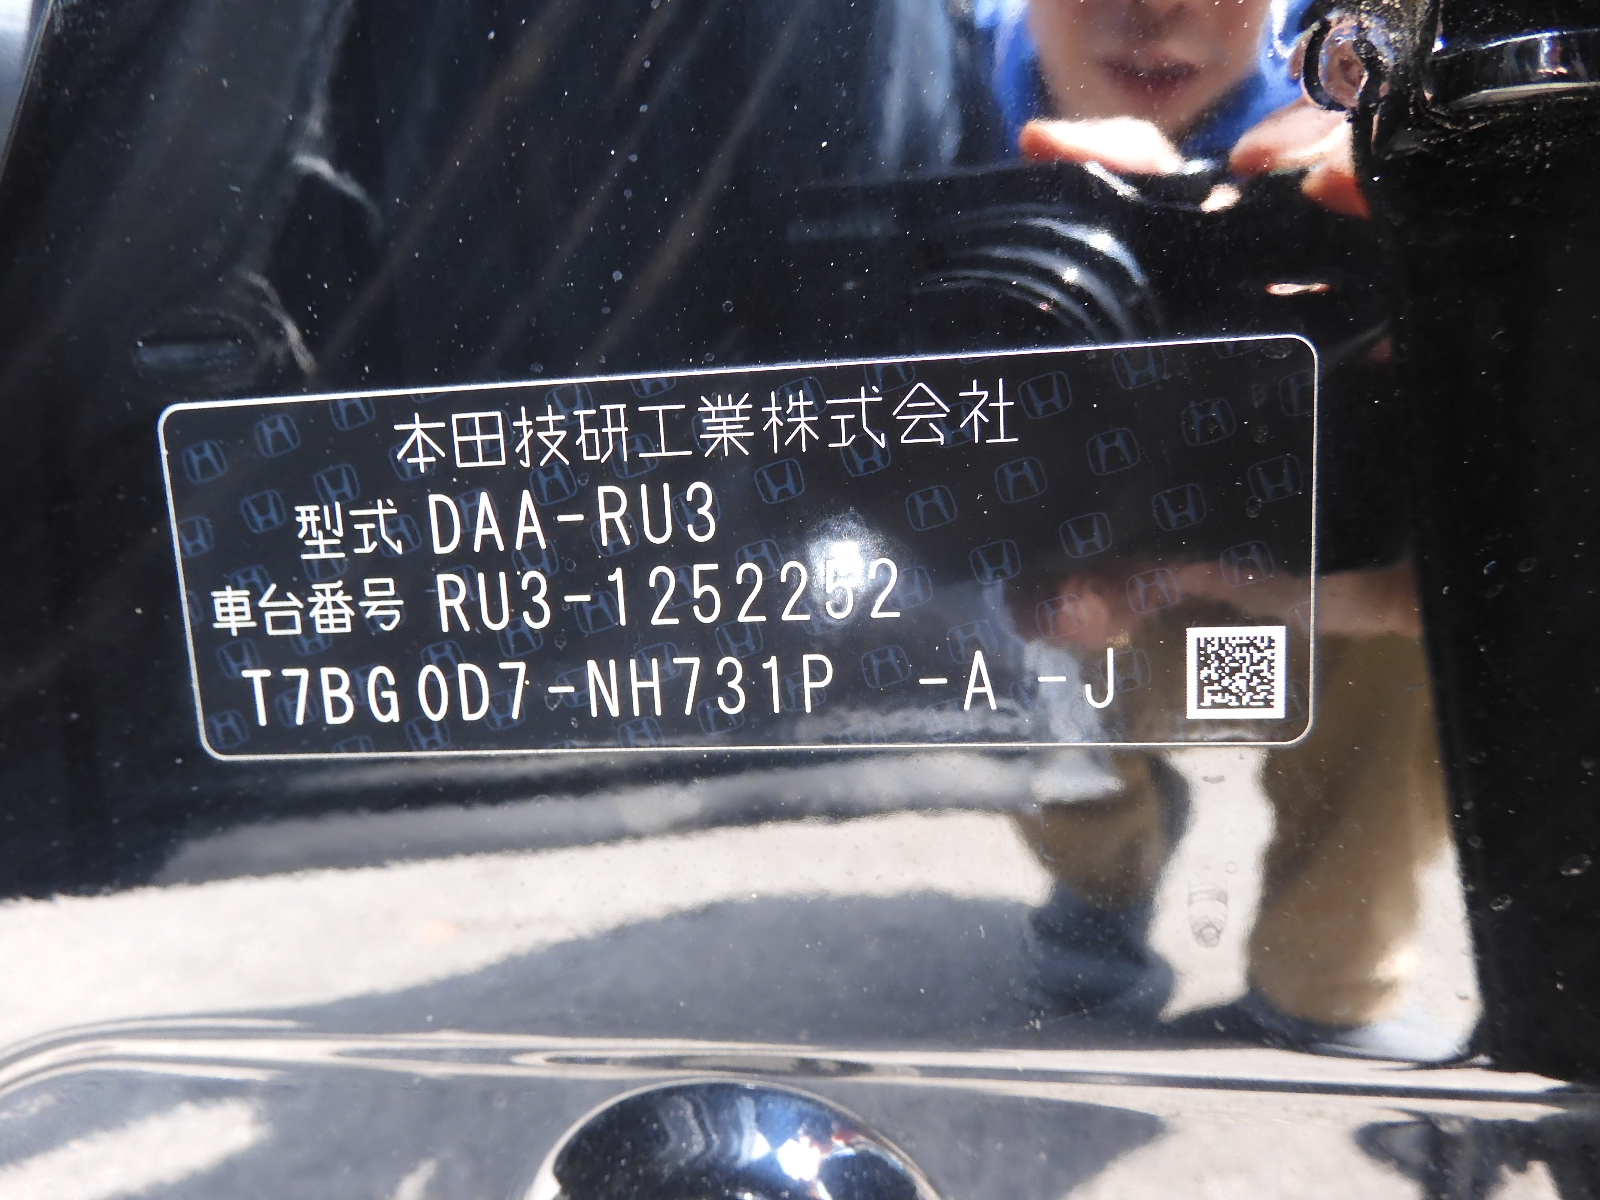 本田技研工業株式会社
型式 DAA-RU3
車台番号 RU3-1252252
T7BG0D7-NH731P -A -J